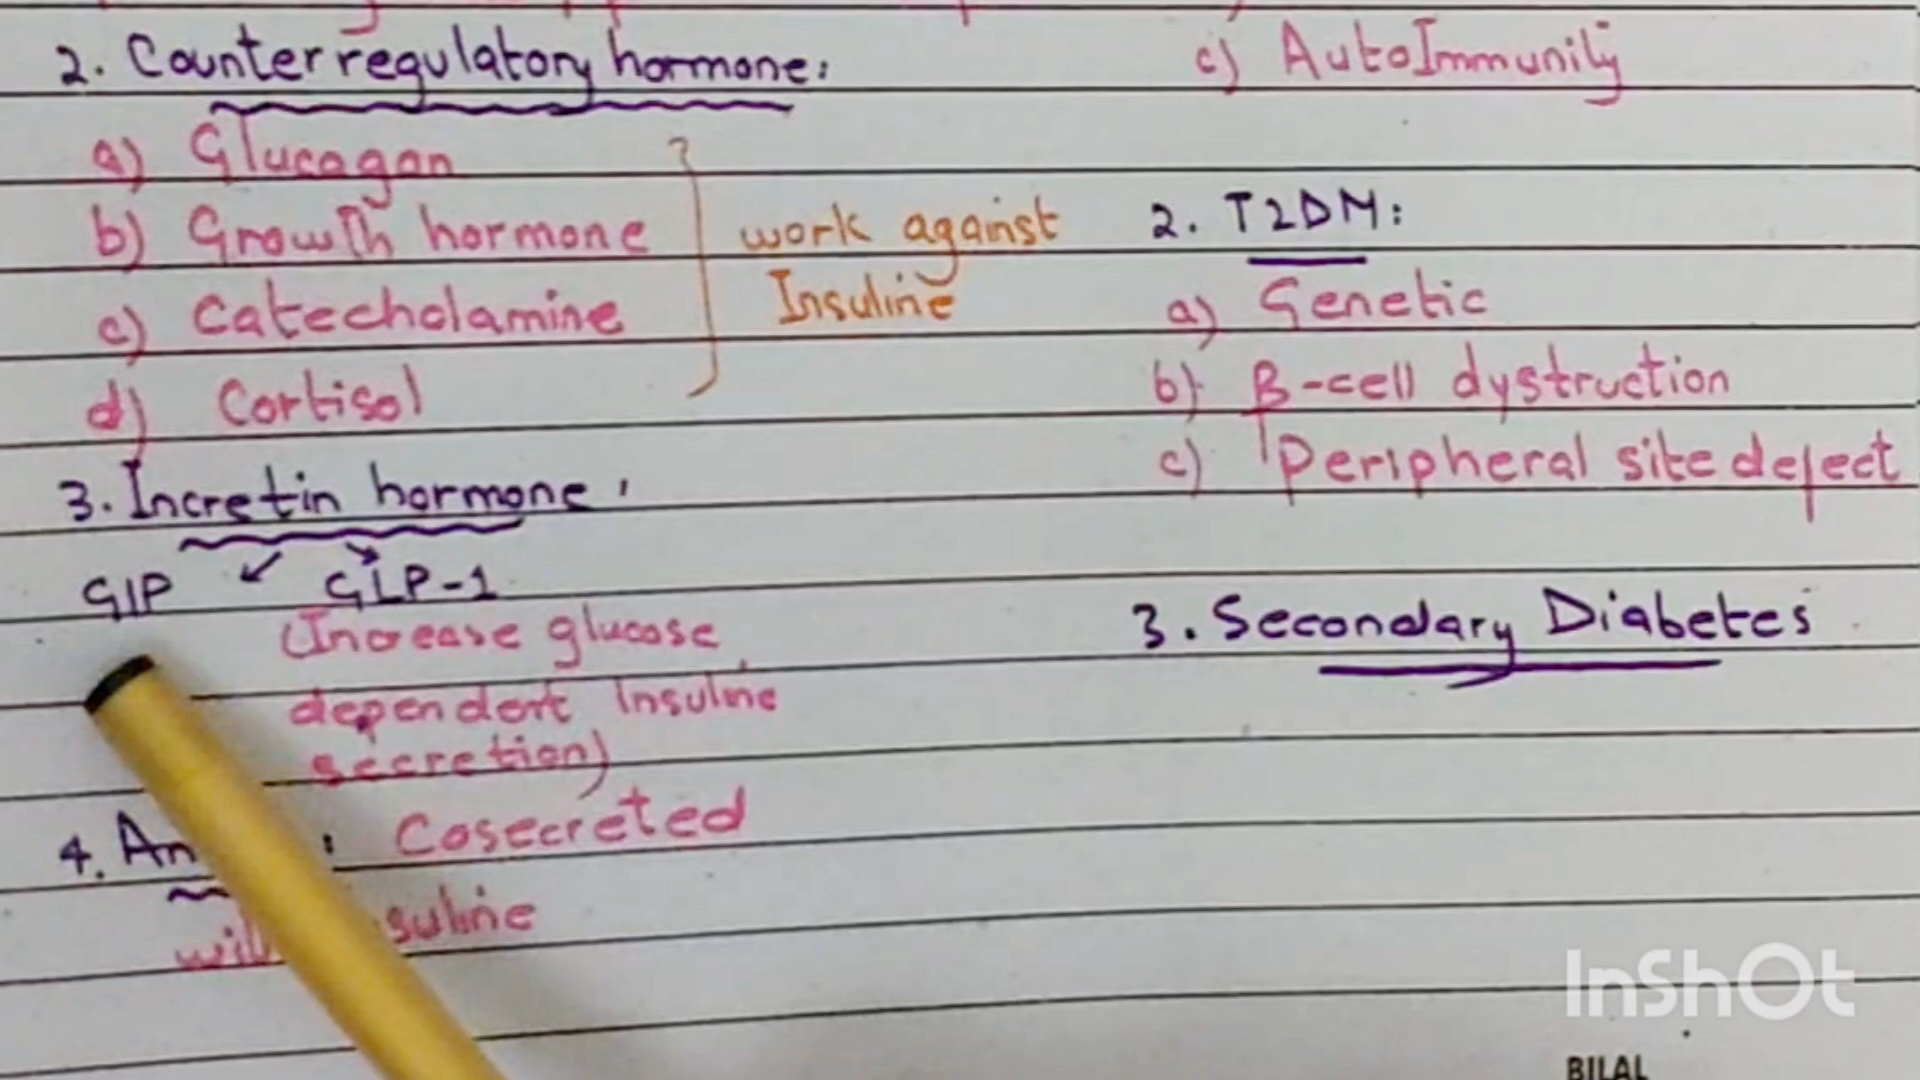 2. Counter regulatory hormone:
a) Glucagon
b) Growth hormone
c) Catecholamine
d) Cortisol
work against
Insuline
3. Incretin hormone:
GIP GLP-1
(Increase glucose
dependent Insuline
secretion)
4. : Cosecreted
c) AutoImmunity
2. T2DM:
a) Genetic
b) β-cell dystruction
c) Peripheral site defect
3. Secondary Diabetes
InShOt
BILAL